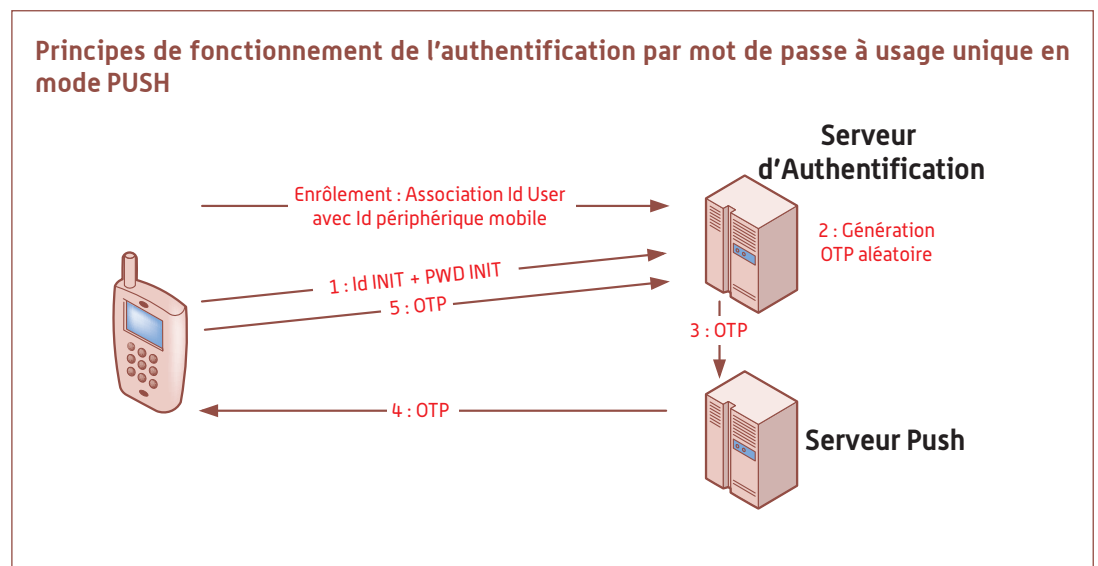 Principes de fonctionnement de l'authentification par mot de passe à usage unique en
mode PUSH
Serveur
d'Authentification
Enrôlement : Association Id User
avec Id périphérique mobile
2 : Génération
OTP aléatoire
1 : Id INIT + PWD INIT
5 : OTP
3 : OTP
4 : OTP
Serveur Push